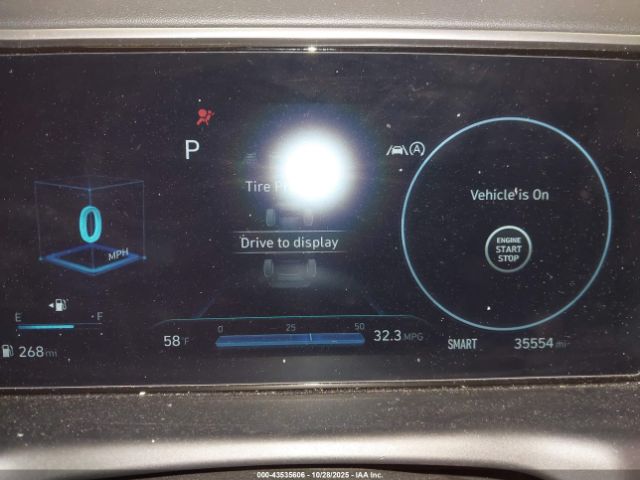 P
A
Tire
Vehicle is On
0
MPH
Drive to display
ENGINE
START
STOP
E F
0 25 50
58°F
32.3 MPG
268 mi
SMART
35554 mi
000-43535606 | 10/28/2025 | IAA Inc.